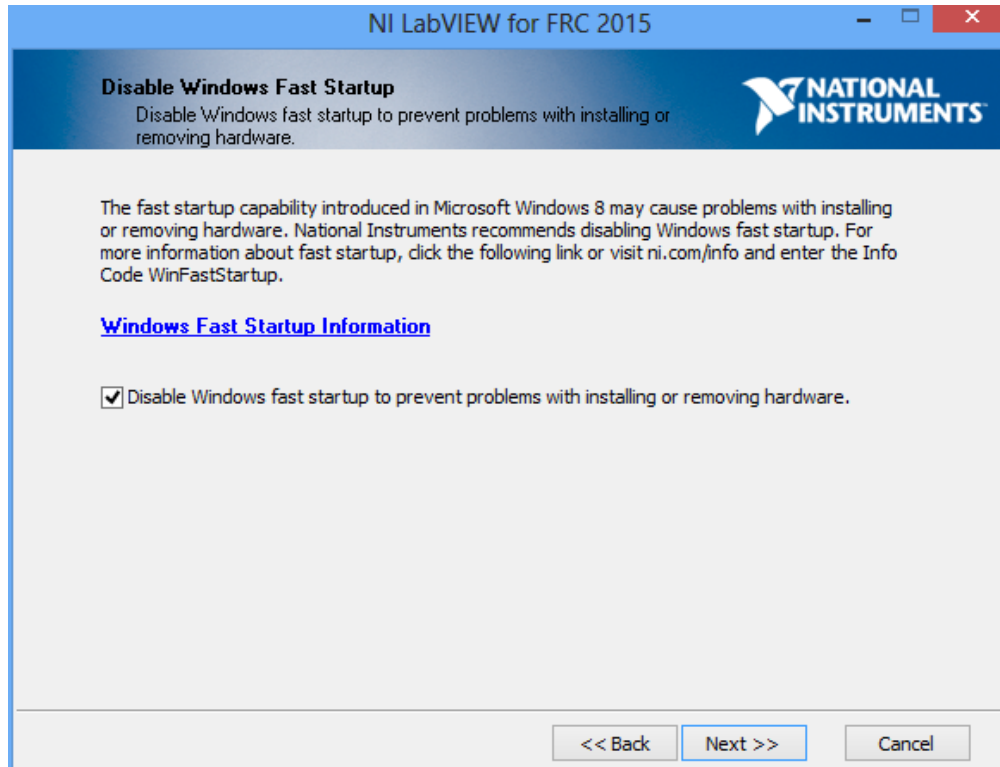 NI LabVIEW for FRC 2015
Disable Windows Fast Startup
Disable Windows fast startup to prevent problems with installing or
removing hardware.
NATIONAL
INSTRUMENTS
The fast startup capability introduced in Microsoft Windows 8 may cause problems with installing
or removing hardware. National Instruments recommends disabling Windows fast startup. For
more information about fast startup, click the following link or visit ni.com/info and enter the Info
Code WinFastStartup.
Windows Fast Startup Information
Disable Windows fast startup to prevent problems with installing or removing hardware.
<< Back
Next >>
Cancel